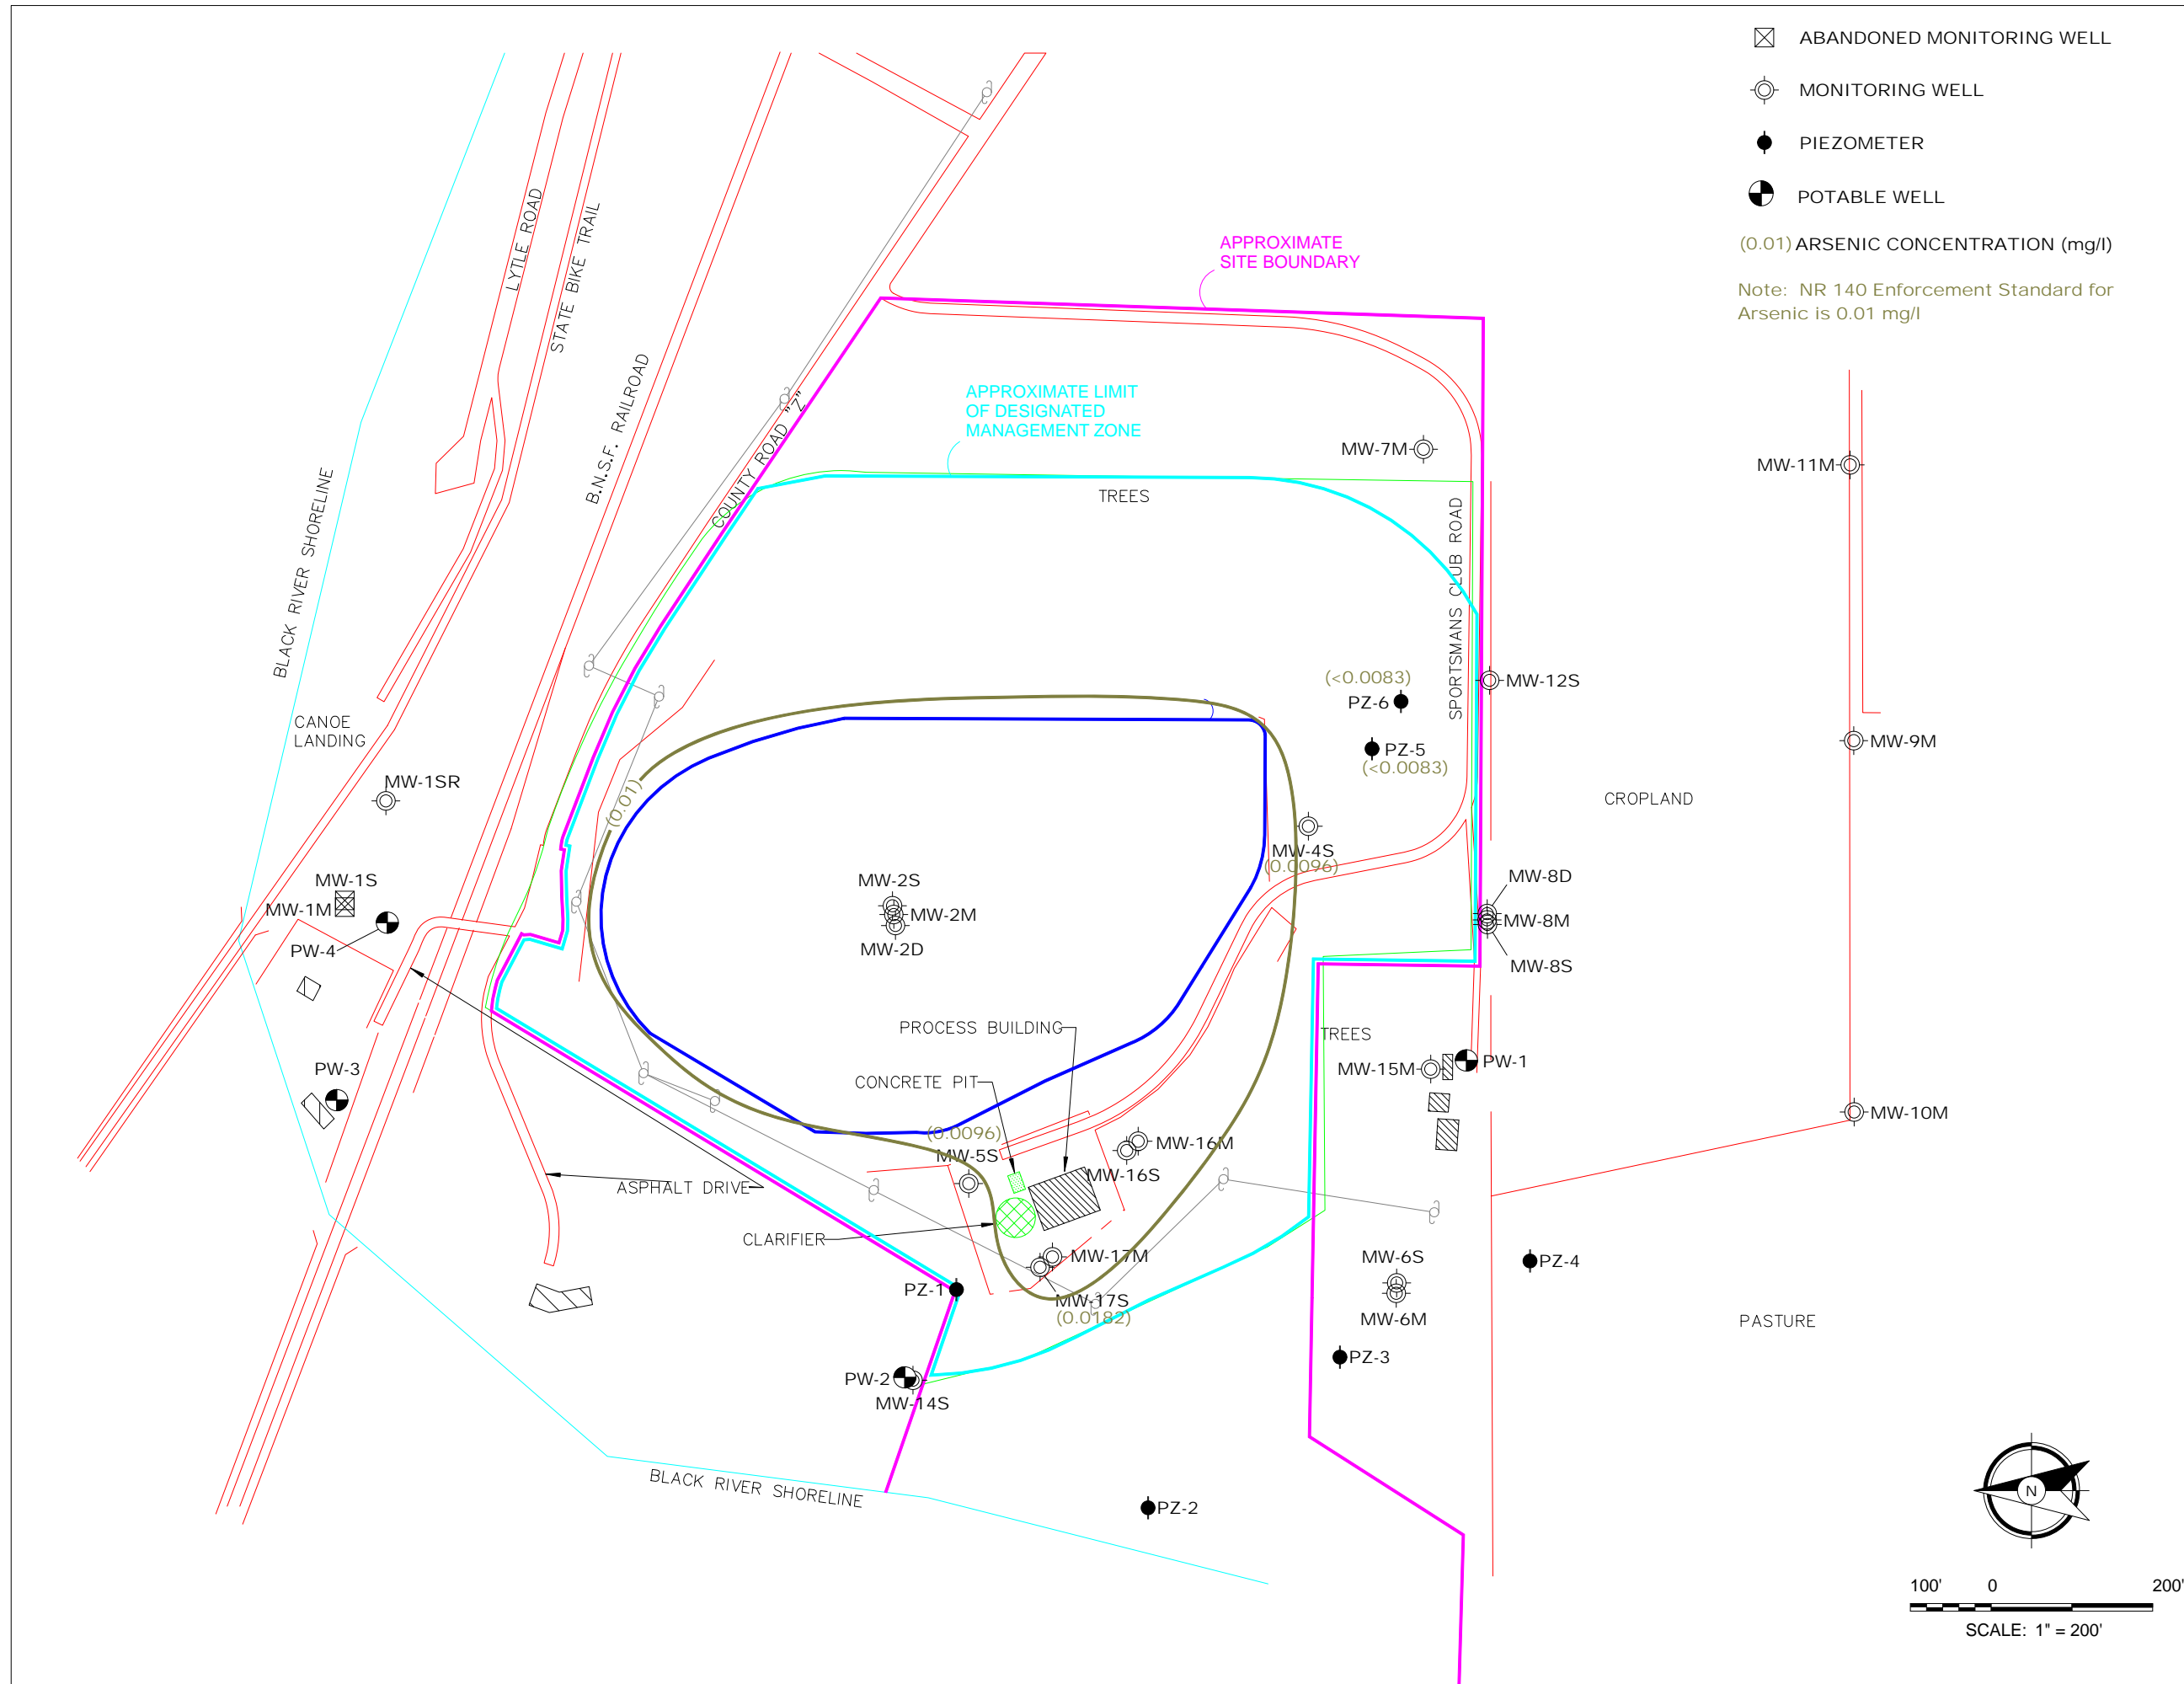 ABANDONED MONITORING WELL
MONITORING WELL
PIEZOMETER
POTABLE WELL
(0.01) ARSENIC CONCENTRATION (mg/l)
Note: NR 140 Enforcement Standard for
Arsenic is 0.01 mg/l
APPROXIMATE
SITE BOUNDARY
LYTLE ROAD
STATE BIKE TRAIL
B.N.S.F. RAILROAD
COUNTY ROAD "Z"
APPROXIMATE LIMIT
OF DESIGNATED
MANAGEMENT ZONE
MW-7M
MW-11M
TREES
SPORTSMANS CLUB ROAD
BLACK RIVER SHORELINE
(<0.0083)
PZ-6
MW-12S
CANOE
LANDING
PZ-5
(<0.0083)
MW-9M
MW-1SR
(0.01)
CROPLAND
MW-4S
(0.0096)
MW-1S
MW-1M
PW-4
MW-2S
MW-2M
MW-2D
MW-8D
MW-8M
MW-8S
PROCESS BUILDING
TREES
PW-3
CONCRETE PIT
MW-15M
PW-1
MW-10M
(0.0096)
MW-5S
MW-16M
MW-16S
ASPHALT DRIVE
CLARIFIER
MW-17M
MW-6S
PZ-4
PZ-1
MW-17S
(0.0182)
MW-6M
PASTURE
PZ-3
PW-2
MW-14S
BLACK RIVER SHORELINE
PZ-2
N
100' 0 200'
SCALE: 1" = 200'